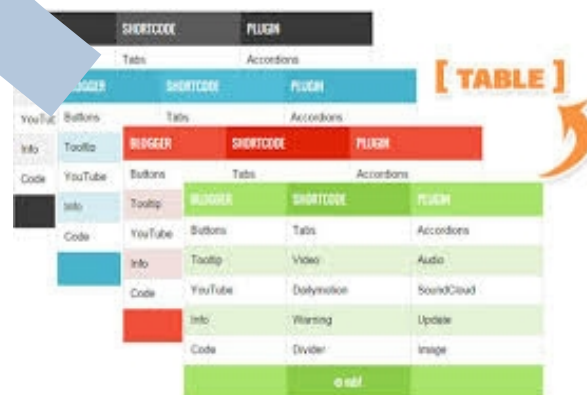 SHORTCODE PLUGIN
Tabs Accordions
SHORTCODE PLUGIN
[ TABLE ]
YouTub Buttons Tabs Accordions
Info Tooltip BLOGGER SHORTCODE PLUGIN
Code YouTube Buttons Tabs Accordions
Info Tooltip BLOGGER SHORTCODE PLUGIN
Code YouTube Buttons Tabs Accordions
Info Tooltip Video Audio
Code YouTube Dailymotion SoundCloud
Info Warning Update
Code Divider Image